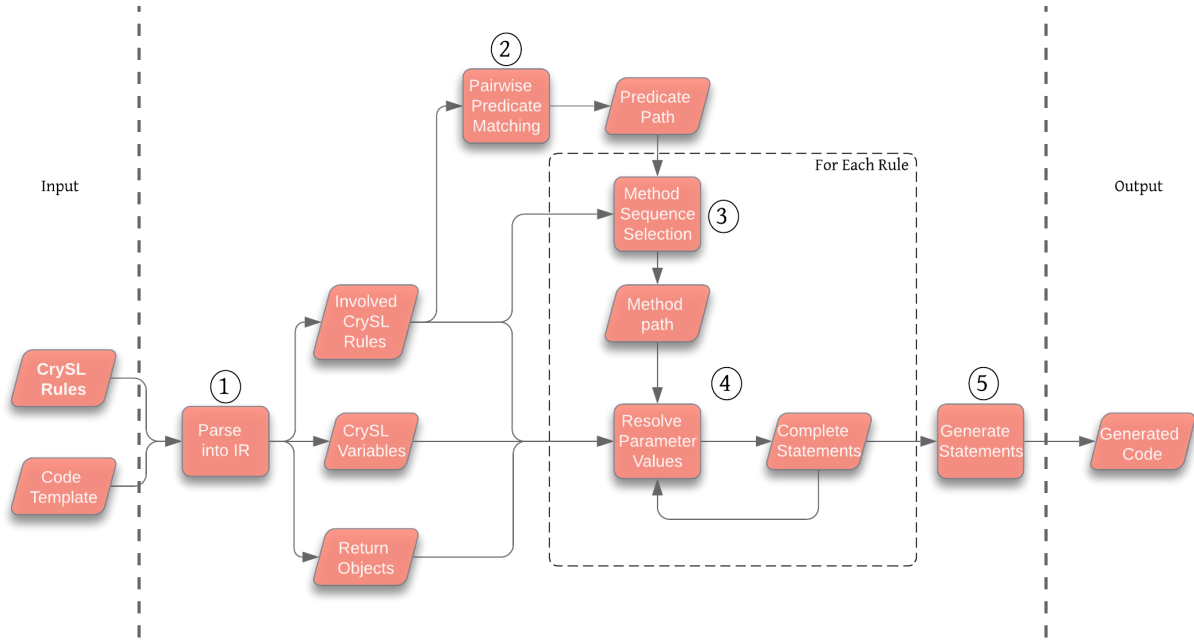 Input
CrySL
Rules
Code
Template
1
Parse
into IR
Involved
CrySL
Rules
CrySL
Variables
Return
Objects
2
Pairwise
Predicate
Matching
Predicate
Path
For Each Rule
Method
Sequence
Selection
3
Method
path
4
Resolve
Parameter
Values
Complete
Statements
5
Generate
Statements
Output
Generated
Code